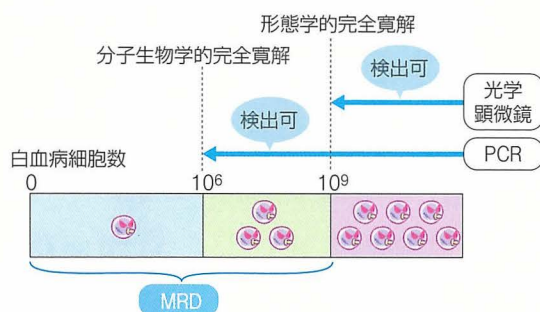 形態学的完全寛解
分子生物学的完全寛解
検出可
光学
顕微鏡
検出可
PCR
白血病細胞数
0
10⁶
10⁹
MRD